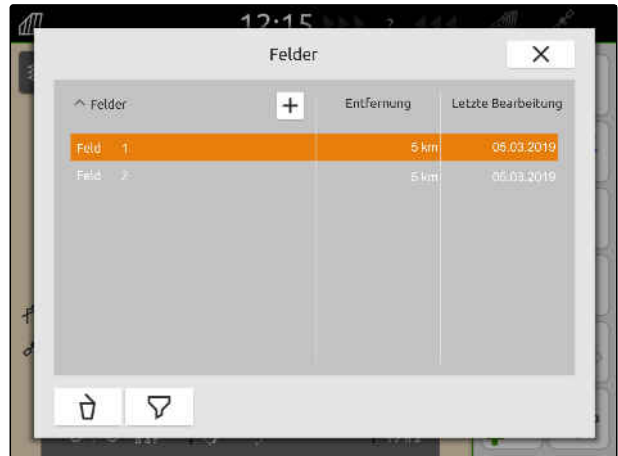 12:15
Felder
^ Felder + Entfernung Letzte Bearbeitung
Feld 1 5 km 05.03.2019
Feld 2 5 km 05.03.2019